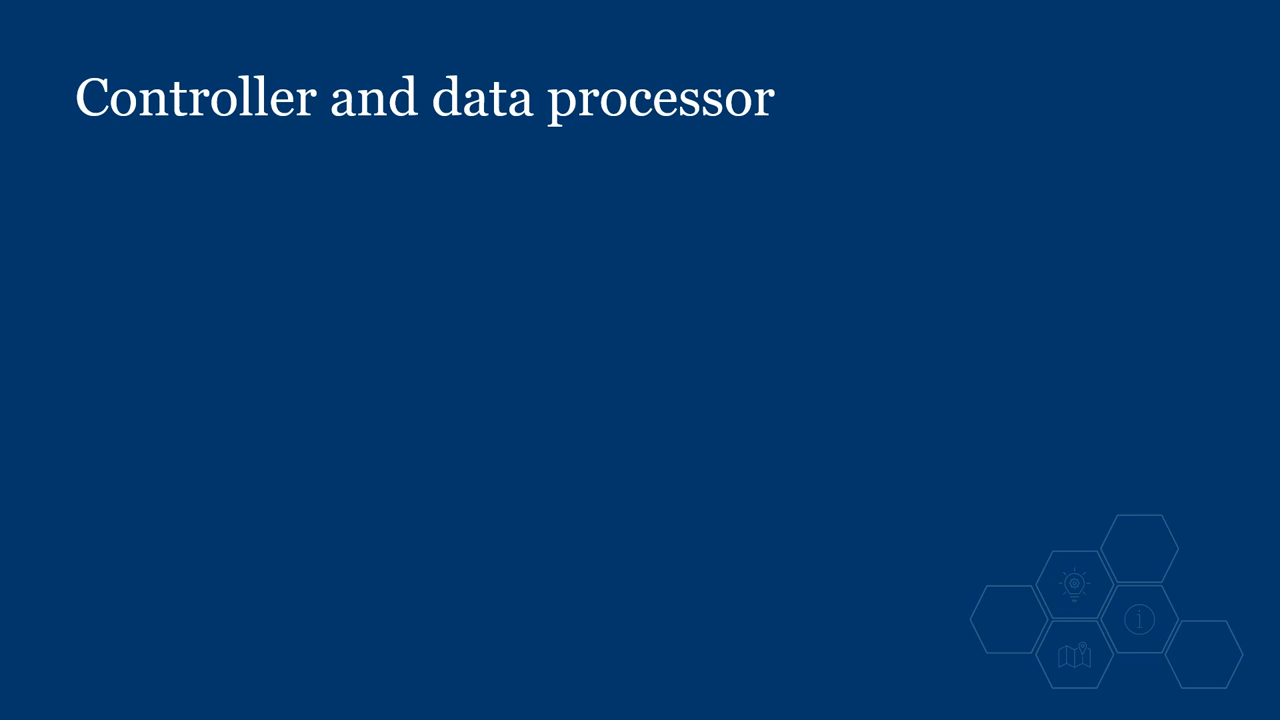 Controller and data processor
i